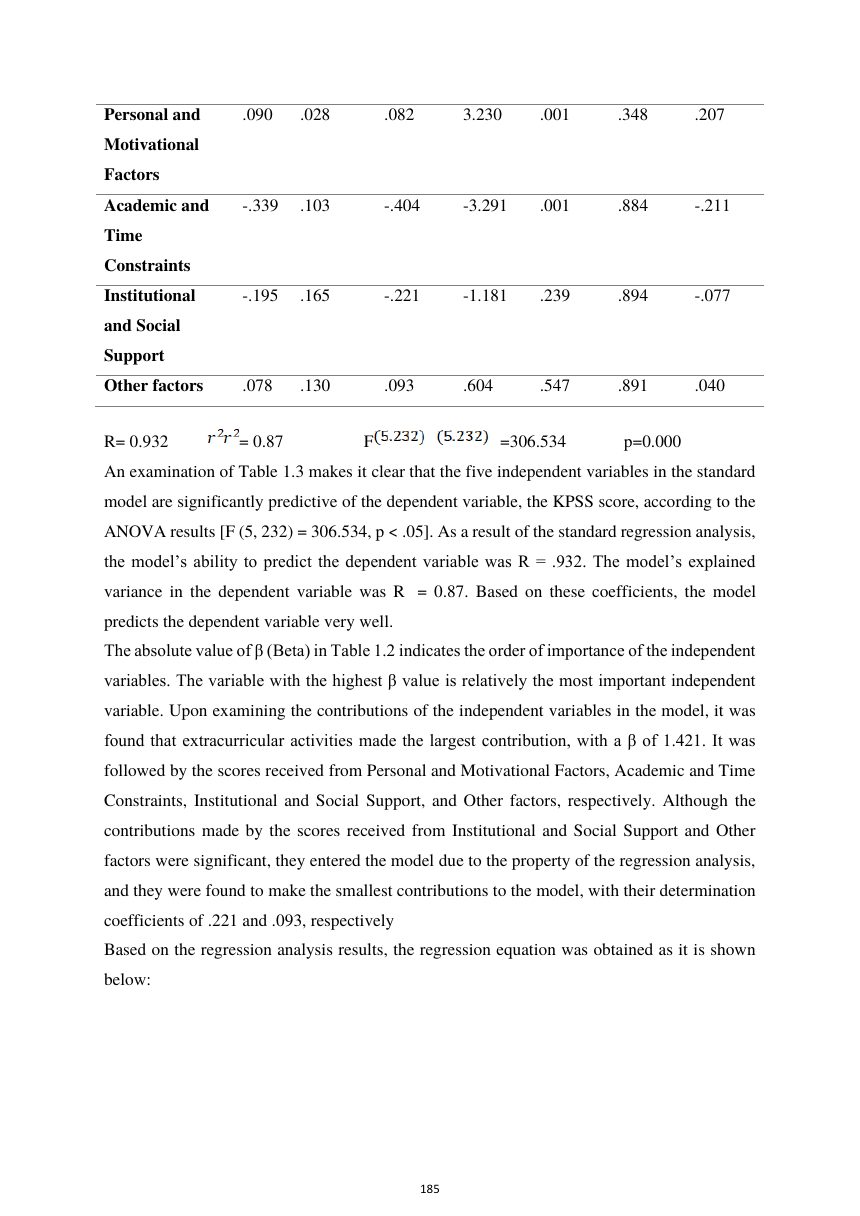 Personal and .090 .028 .082 3.230 .001 .348 .207
Motivational
Factors
Academic and -.339 .103 -.404 -3.291 .001 .884 -.211
Time
Constraints
Institutional -.195 .165 -.221 -1.181 .239 .894 -.077
and Social
Support
Other factors .078 .130 .093 .604 .547 .891 .040
R= 0.932 r²r²= 0.87 F(5.232) (5.232) =306.534 p=0.000
An examination of Table 1.3 makes it clear that the five independent variables in the standard
model are significantly predictive of the dependent variable, the KPSS score, according to the
ANOVA results [F (5, 232) = 306.534, p < .05]. As a result of the standard regression analysis,
the model’s ability to predict the dependent variable was R = .932. The model’s explained
variance in the dependent variable was R = 0.87. Based on these coefficients, the model
predicts the dependent variable very well.
The absolute value of β (Beta) in Table 1.2 indicates the order of importance of the independent
variables. The variable with the highest β value is relatively the most important independent
variable. Upon examining the contributions of the independent variables in the model, it was
found that extracurricular activities made the largest contribution, with a β of 1.421. It was
followed by the scores received from Personal and Motivational Factors, Academic and Time
Constraints, Institutional and Social Support, and Other factors, respectively. Although the
contributions made by the scores received from Institutional and Social Support and Other
factors were significant, they entered the model due to the property of the regression analysis,
and they were found to make the smallest contributions to the model, with their determination
coefficients of .221 and .093, respectively
Based on the regression analysis results, the regression equation was obtained as it is shown
below:
185